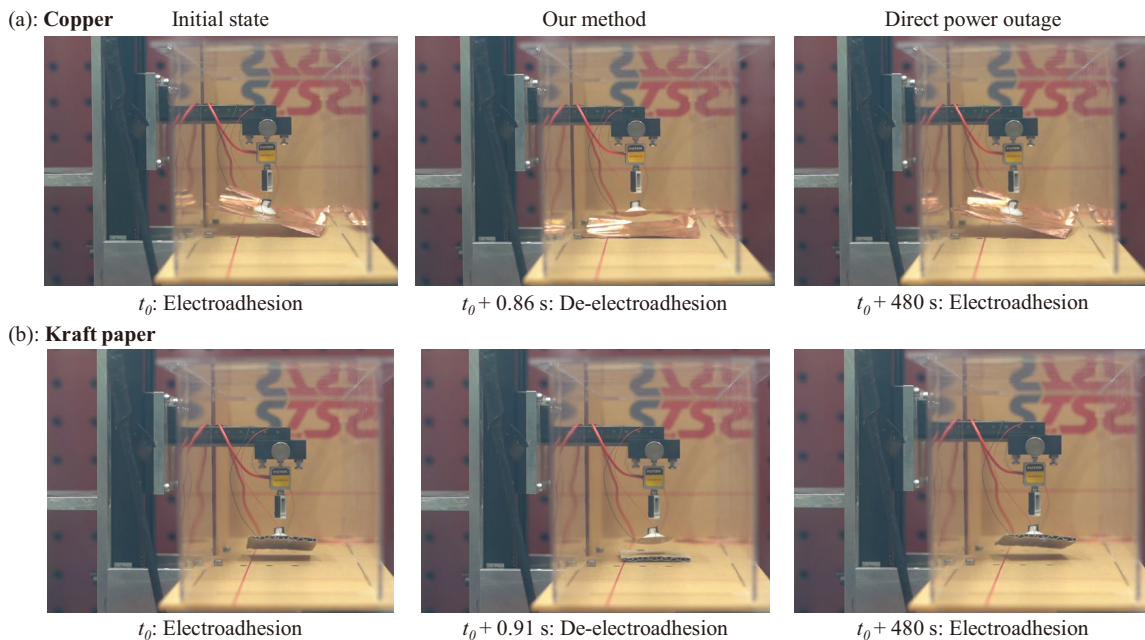 (a): Copper Initial state Our method Direct power outage
t0: Electroadhesion t0 + 0.86 s: De-electroadhesion t0 + 480 s: Electroadhesion
(b): Kraft paper
t0: Electroadhesion t0 + 0.91 s: De-electroadhesion t0 + 480 s: Electroadhesion